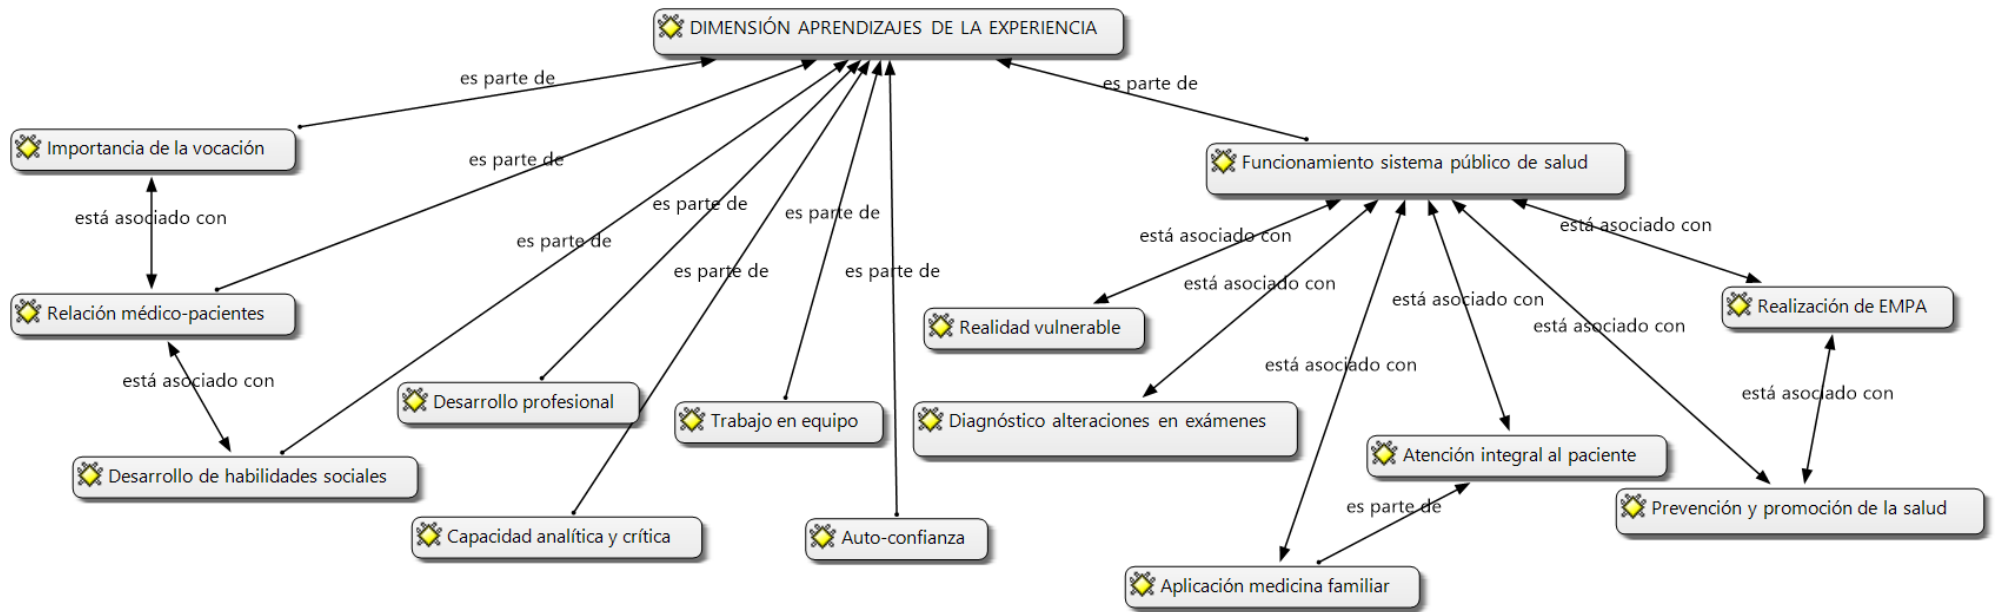 DIMENSIÓN APRENDIZAJES DE LA EXPERIENCIA
es parte de
es parte de
Importancia de la vocación
es parte de
Funcionamiento sistema público de salud
es parte de
es parte de
está asociado con
está asociado con
está asociado con
es parte de
es parte de
es parte de
está asociado con
está asociado con
Realización de EMPA
Relación médico-pacientes
Realidad vulnerable
está asociado con
está asociado con
está asociado con
está asociado con
Desarrollo profesional
Trabajo en equipo
Diagnóstico alteraciones en exámenes
Atención integral al paciente
Desarrollo de habilidades sociales
es parte de
Prevención y promoción de la salud
Capacidad analítica y crítica
Auto-confianza
Aplicación medicina familiar